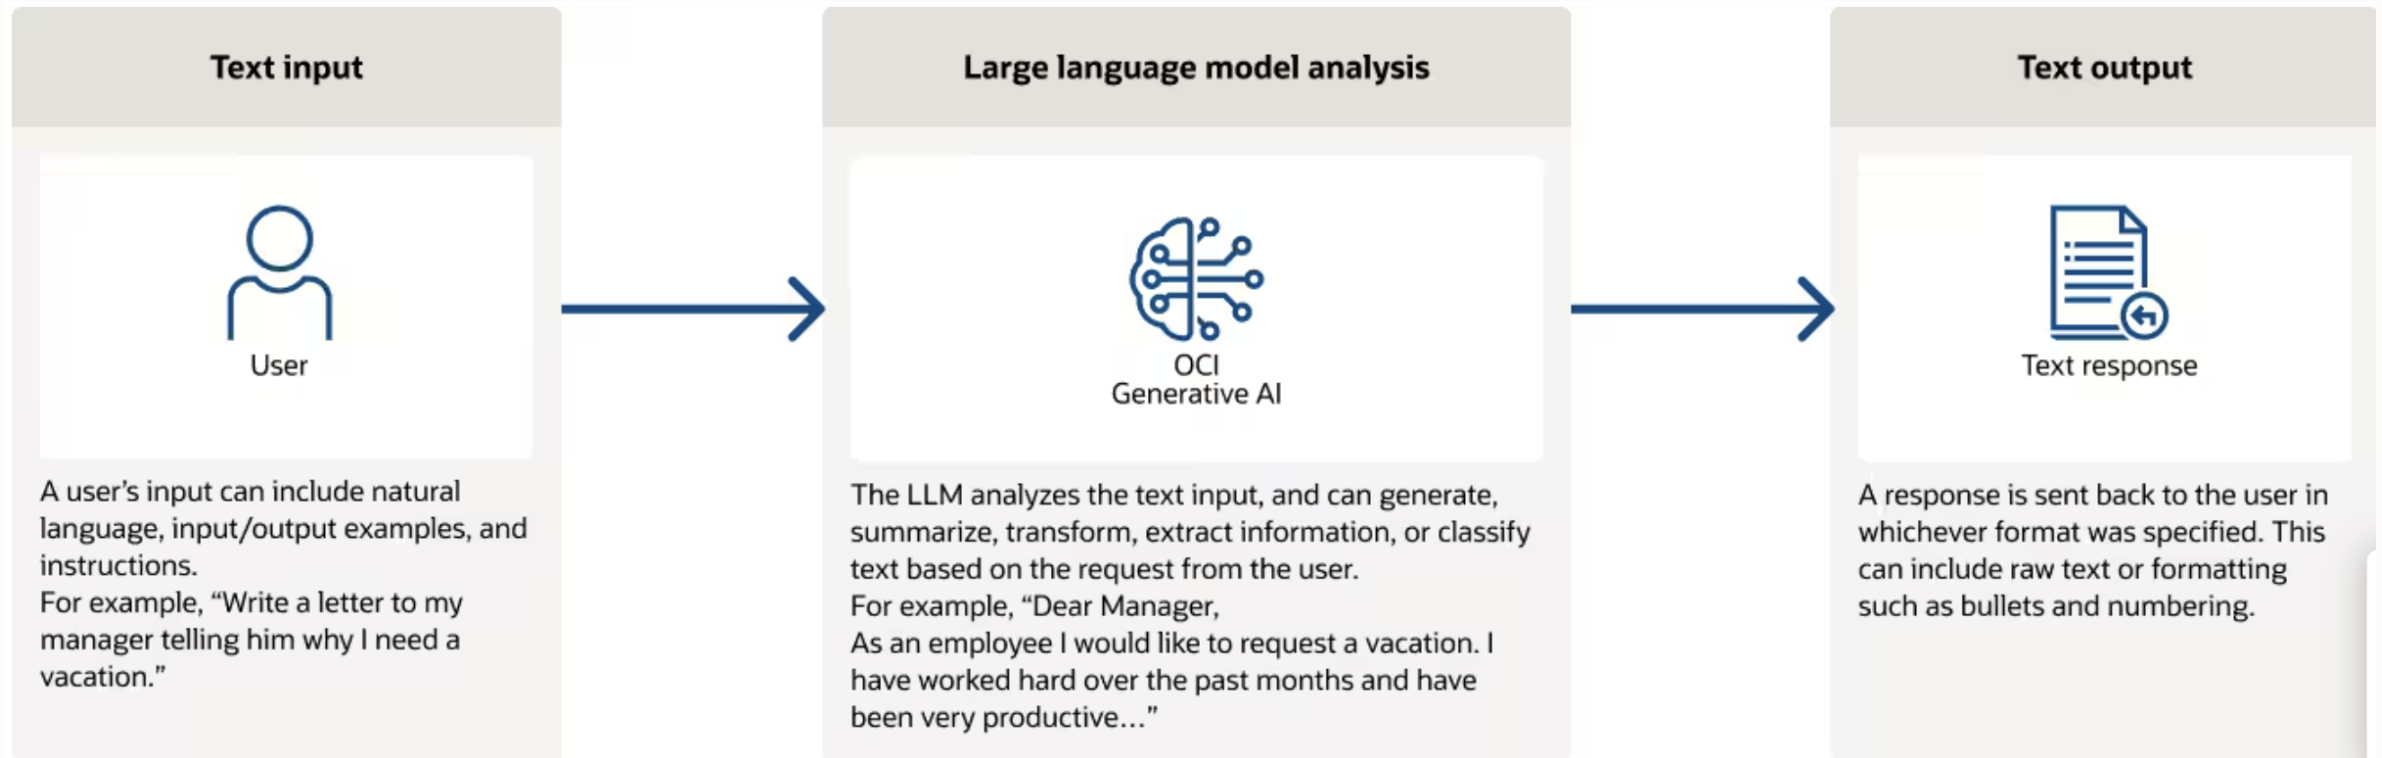 Text input
User
A user’s input can include natural
language, input/output examples, and
instructions.
For example, “Write a letter to my
manager telling him why I need a
vacation.”
Large language model analysis
OCI
Generative AI
The LLM analyzes the text input, and can generate,
summarize, transform, extract information, or classify
text based on the request from the user.
For example, “Dear Manager,
As an employee I would like to request a vacation. I
have worked hard over the past months and have
been very productive…”
Text output
Text response
A response is sent back to the user in
whichever format was specified. This
can include raw text or formatting
such as bullets and numbering.